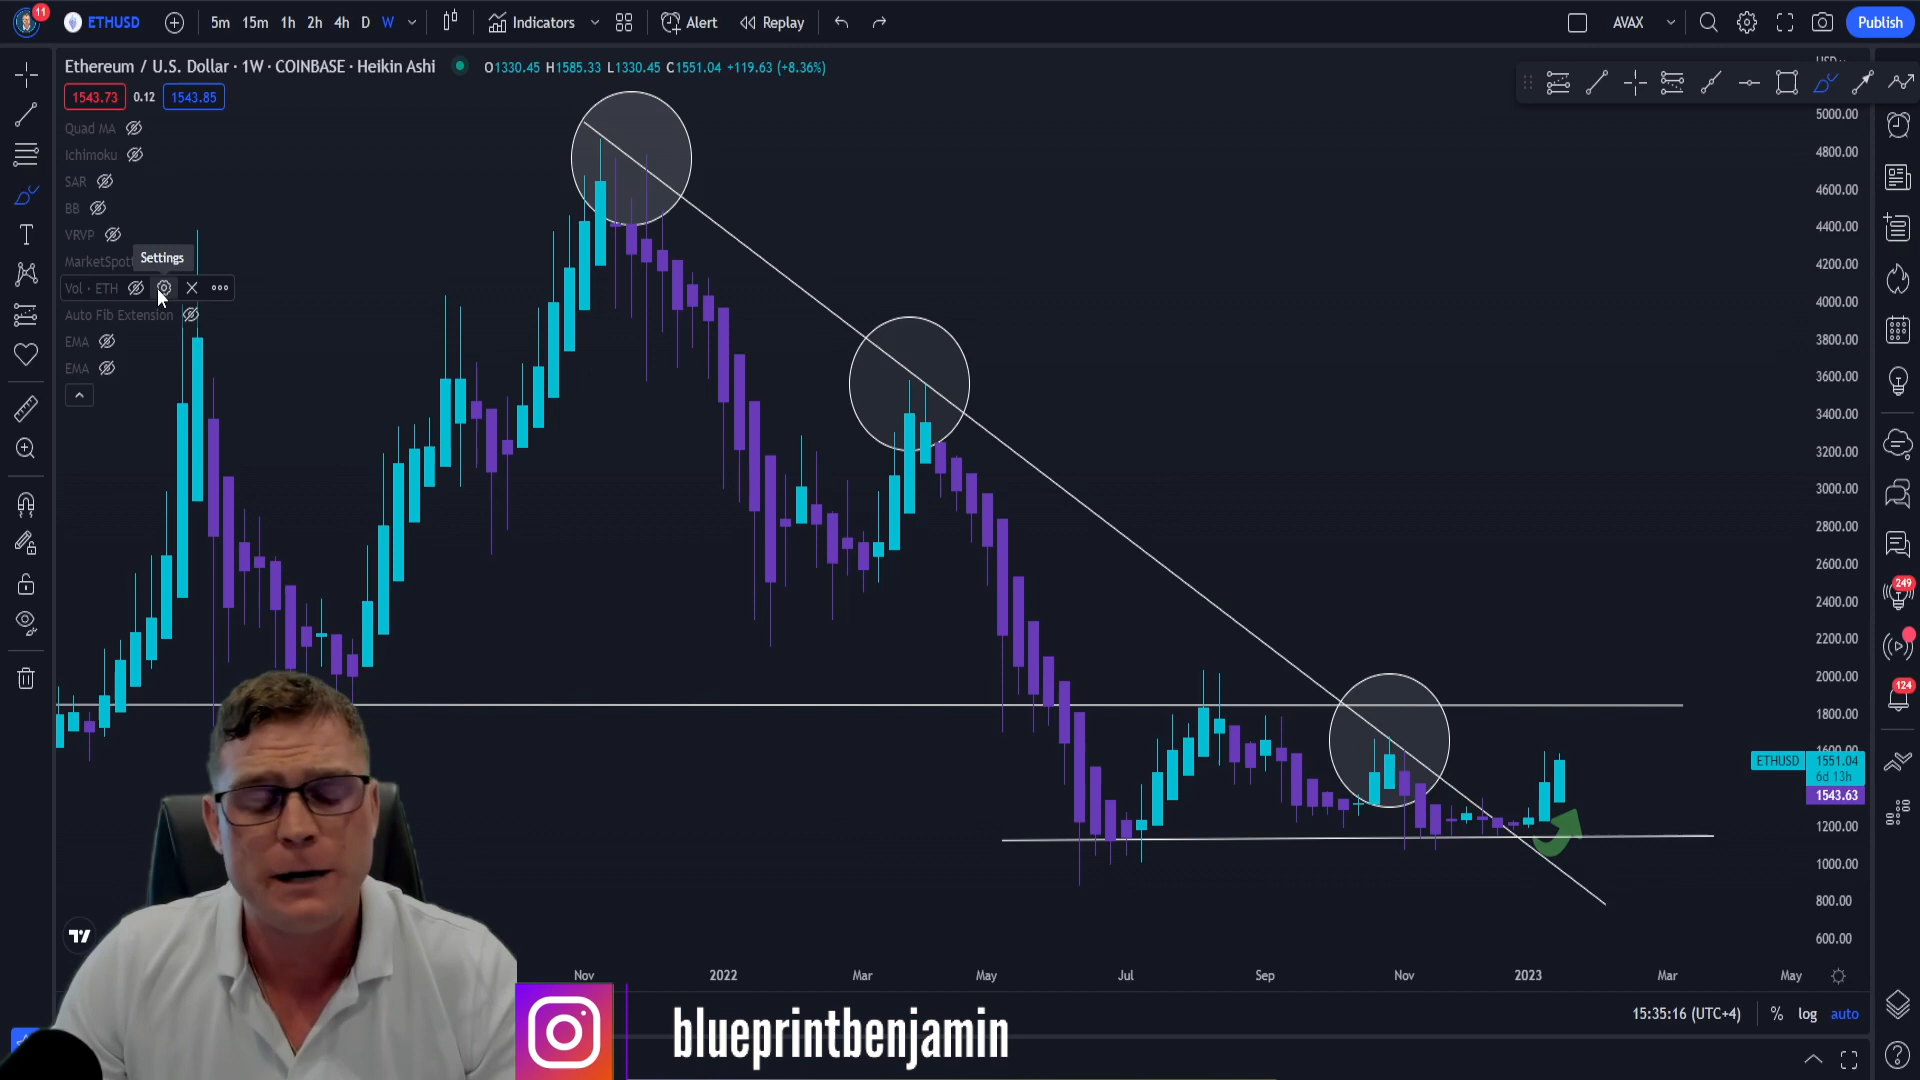 11
ETHUSD
5m 15m 1h 2h 4h D W
Indicators
Alert
Replay
AVAX
Publish
Ethereum / U.S. Dollar · 1W · COINBASE · Heikin Ashi
O1330.45 H1585.33 L1330.45 C1551.04 +119.63 (+8.36%)
1543.73 0.12 1543.85
Quad MA
Ichimoku
SAR
BB
VRVP
Settings
MarketSpott
Vol · ETH
Auto Fib Extension
EMA
EMA
5000.00
4800.00
4600.00
4400.00
4200.00
4000.00
3800.00
3600.00
3400.00
3200.00
3000.00
2800.00
2600.00
2400.00
2200.00
2000.00
1800.00
1600.00
ETHUSD 1551.04
6d 13h
1543.63
1200.00
1000.00
800.00
600.00
249
124
Nov 2022 Mar May Jul Sep Nov 2023 Mar May
15:35:16 (UTC+4) % log auto
blueprintbenjamin